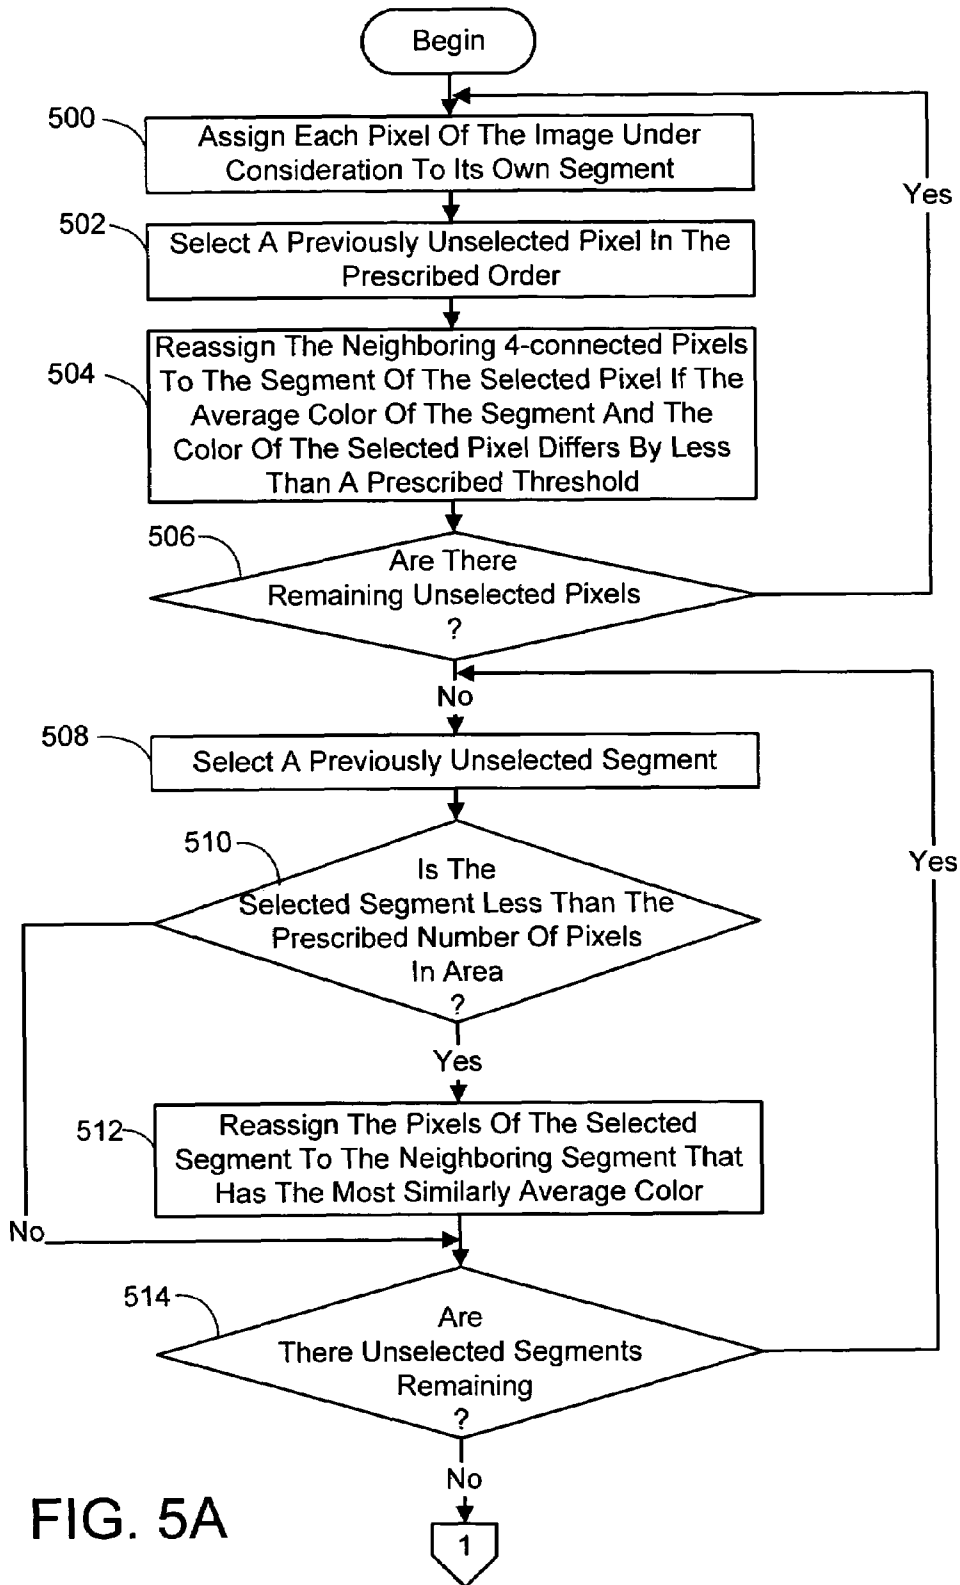 Begin
500
Assign Each Pixel Of The Image Under
Consideration To Its Own Segment
Yes
502
Select A Previously Unselected Pixel In The
Prescribed Order
504
Reassign The Neighboring 4-connected Pixels
To The Segment Of The Selected Pixel If The
Average Color Of The Segment And The
Color Of The Selected Pixel Differs By Less
Than A Prescribed Threshold
506
Are There
Remaining Unselected Pixels
?
No
508
Select A Previously Unselected Segment
510
Is The
Selected Segment Less Than The
Prescribed Number Of Pixels
In Area
?
Yes
Yes
512
Reassign The Pixels Of The Selected
Segment To The Neighboring Segment That
Has The Most Similarly Average Color
No
514
Are
There Unselected Segments
Remaining
?
No
1
FIG. 5A